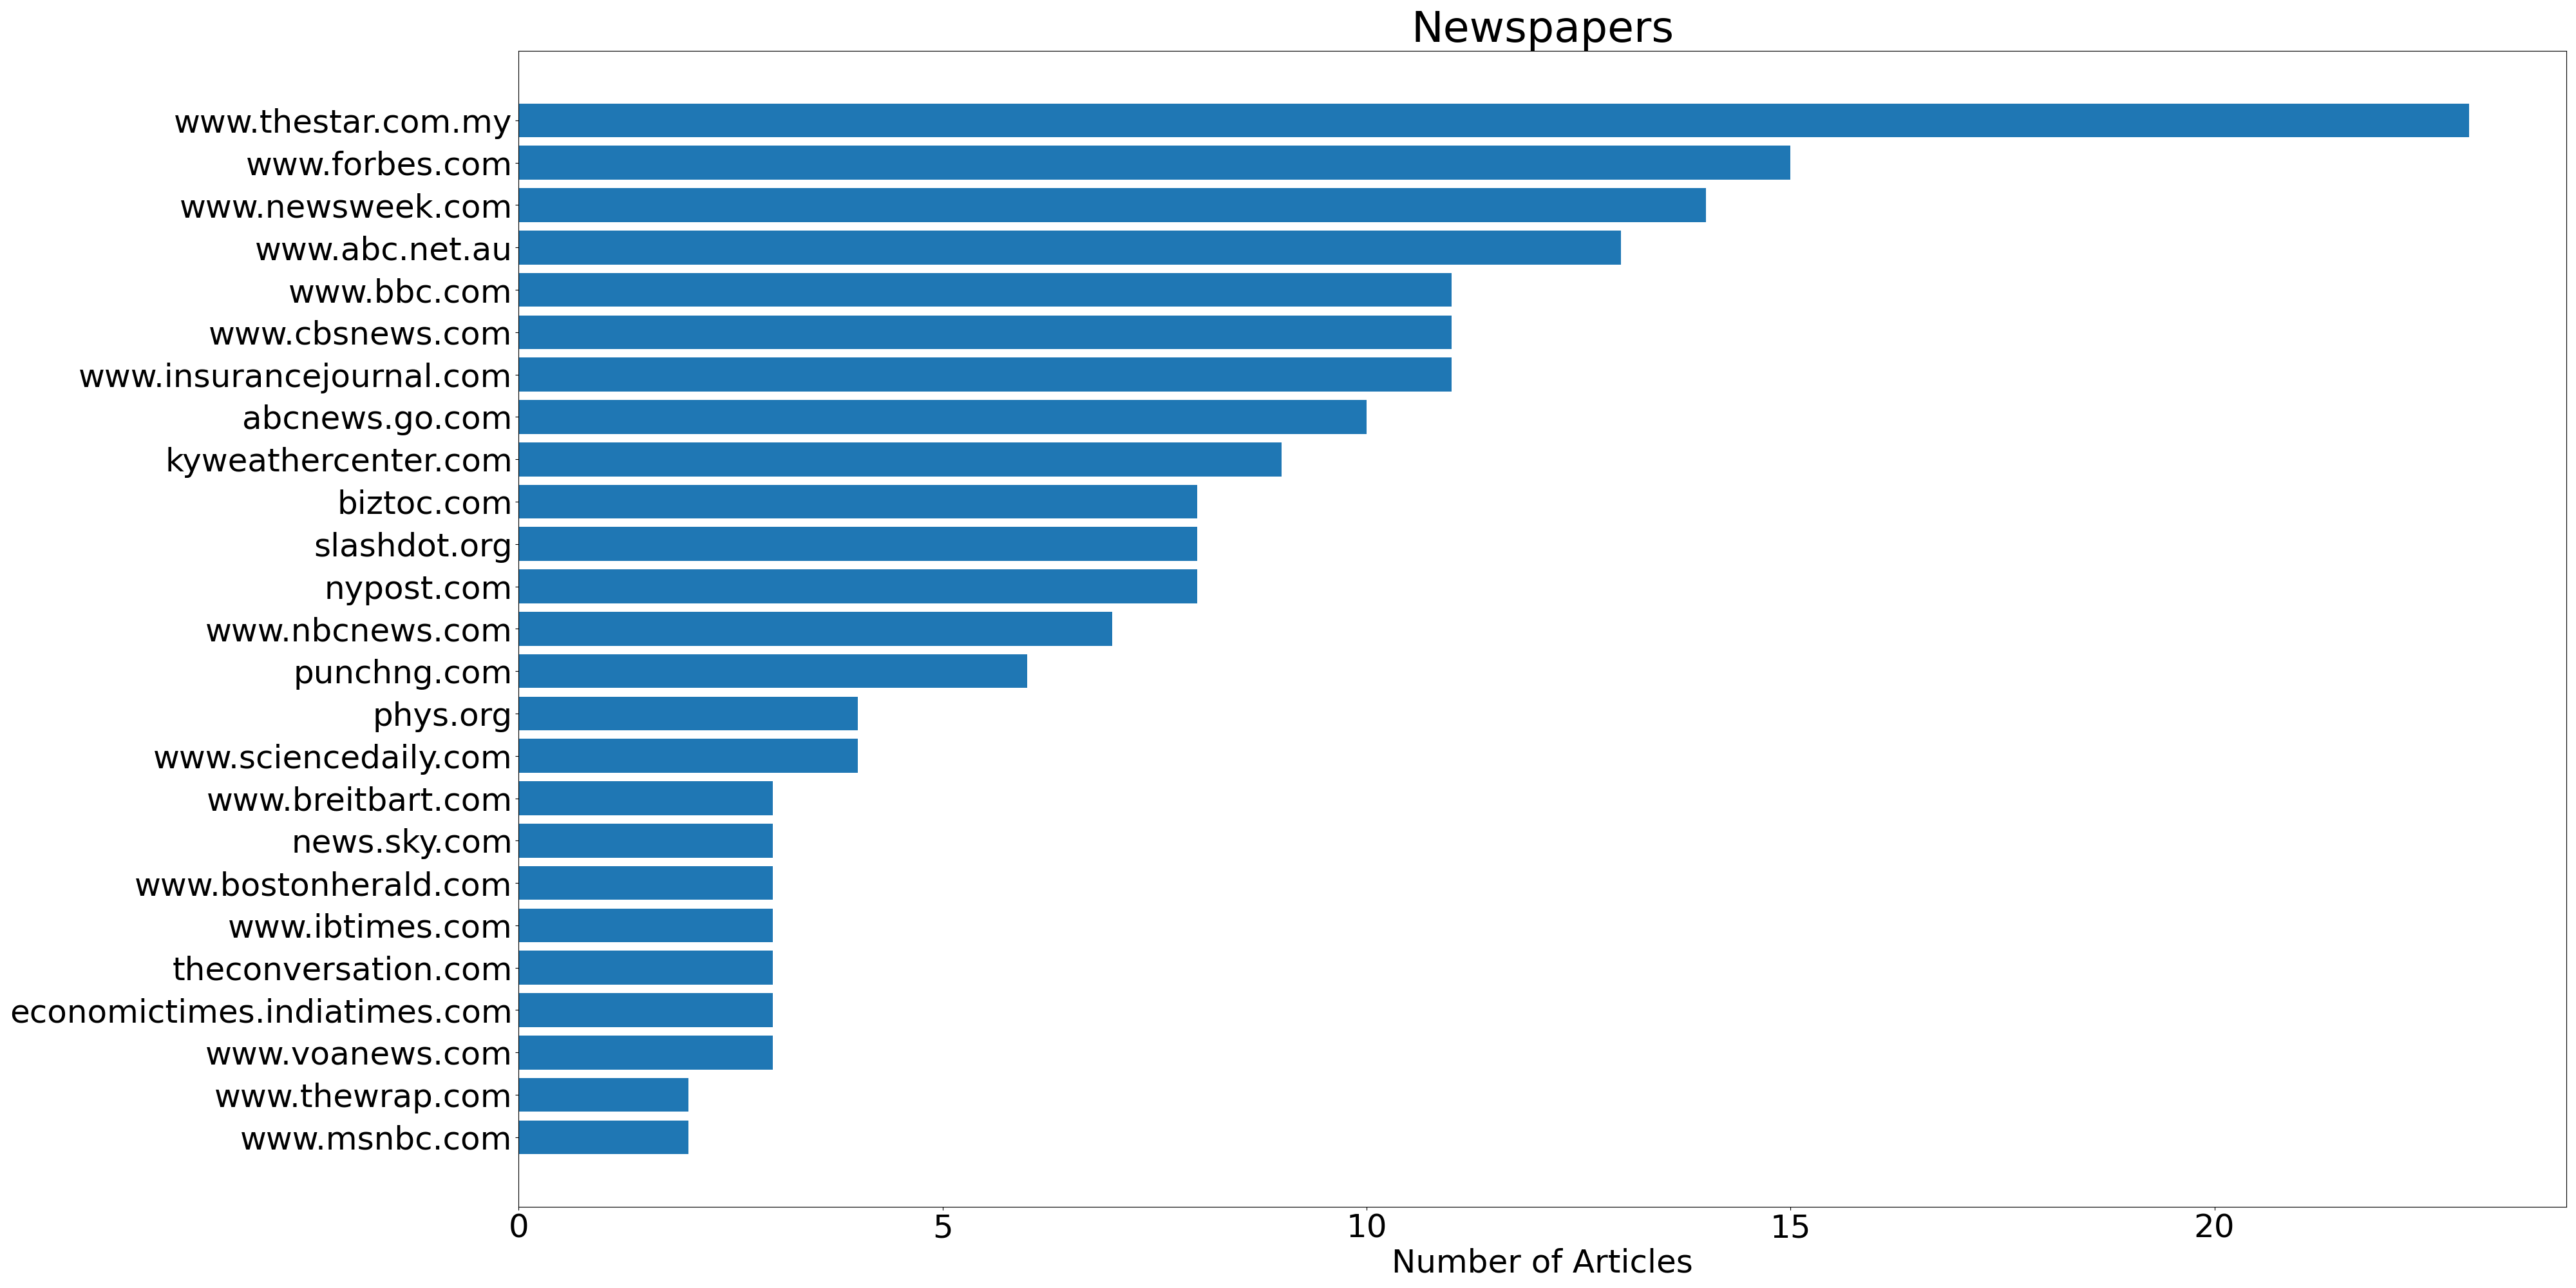 Newspapers
www.thestar.com.my
www.forbes.com
www.newsweek.com
www.abc.net.au
www.bbc.com
www.cbsnews.com
www.insurancejournal.com
abcnews.go.com
kyweathercenter.com
biztoc.com
slashdot.org
nypost.com
www.nbcnews.com
punchng.com
phys.org
www.sciencedaily.com
www.breitbart.com
news.sky.com
www.bostonherald.com
www.ibtimes.com
theconversation.com
economictimes.indiatimes.com
www.voanews.com
www.thewrap.com
www.msnbc.com
0 5 10 15 20
Number of Articles